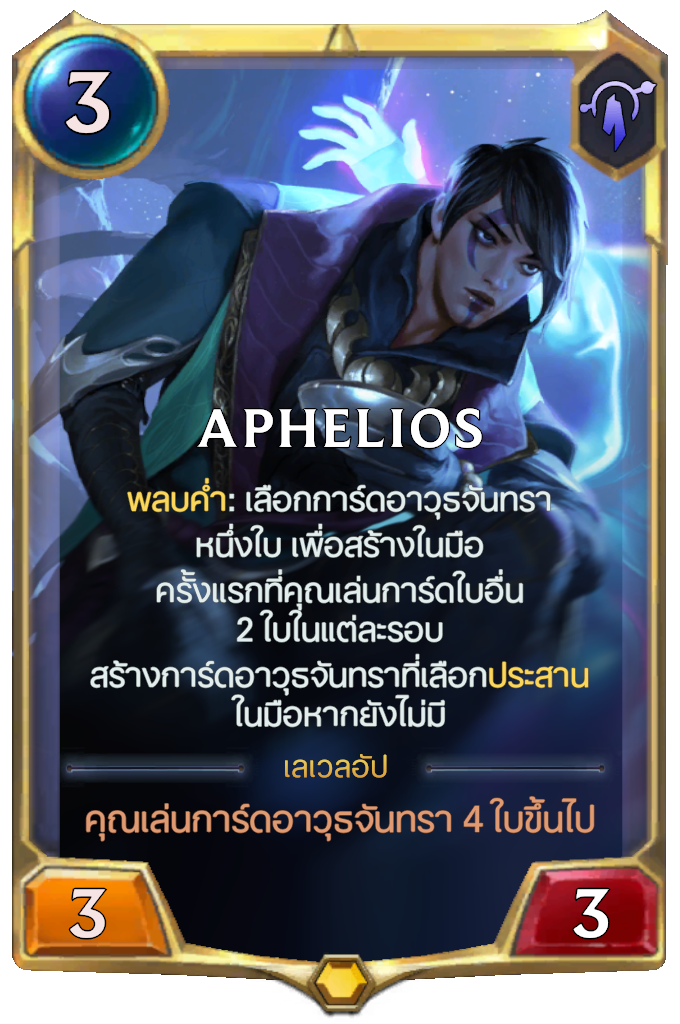 3
APHELIOS
พลบค่ำ: เลือกการ์ดอาวุธจันทรา
หนึ่งใบ เพื่อสร้างในมือ
ครั้งแรกที่คุณเล่นการ์ดใบอื่น
2 ใบในแต่ละรอบ
สร้างการ์ดอาวุธจันทราที่เลือกประสาน
ในมือหากยังไม่มี
เลเวลอัป
คุณเล่นการ์ดอาวุธจันทรา 4 ใบขึ้นไป
3
3